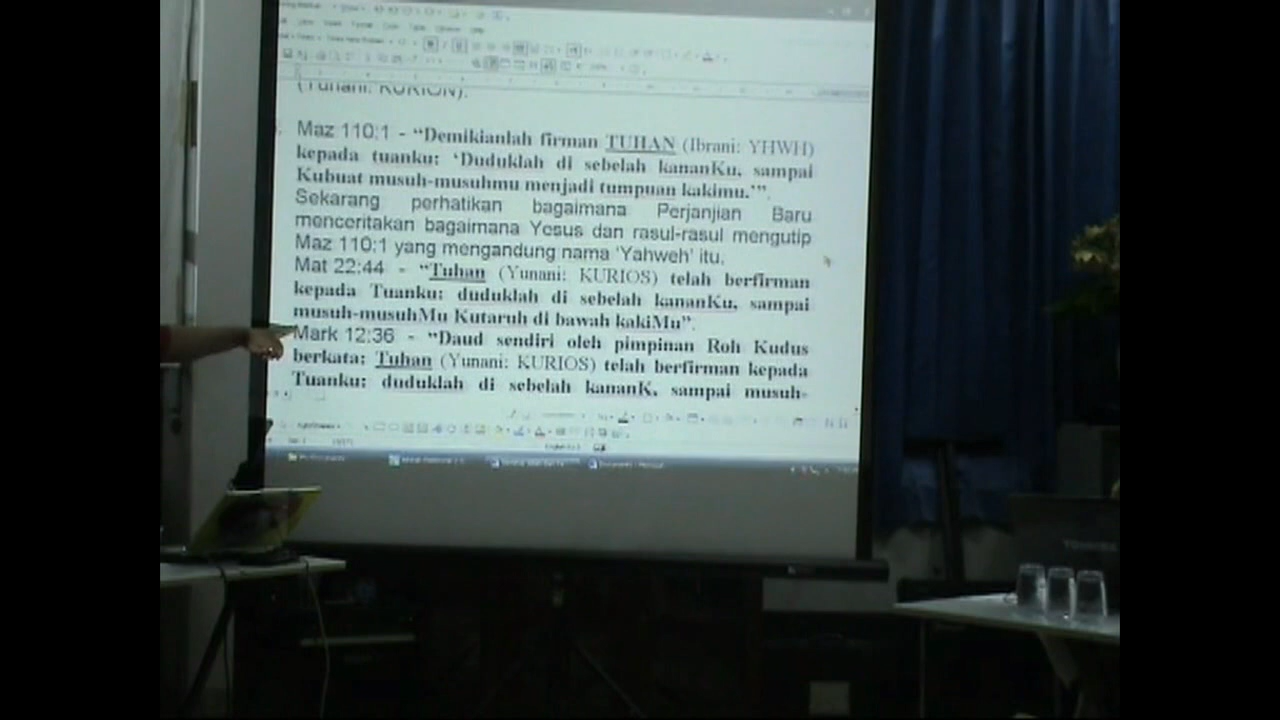 (Yunani: KURION).
Maz 110:1 - “Demikianlah firman TUHAN (Ibrani: YHWH)
kepada tuanku: ‘Duduklah di sebelah kananKu, sampai
Kubuat musuh-musuhmu menjadi tumpuan kakimu.’”.
Sekarang perhatikan bagaimana Perjanjian Baru
menceritakan bagaimana Yesus dan rasul-rasul mengutip
Maz 110:1 yang mengandung nama ‘Yahweh’ itu.
Mat 22:44 - “Tuhan (Yunani: KURIOS) telah berfirman
kepada Tuanku: duduklah di sebelah kananKu, sampai
musuh-musuhMu Kutaruh di bawah kakiMu”.
Mark 12:36 - “Daud sendiri oleh pimpinan Roh Kudus
berkata: Tuhan (Yunani: KURIOS) telah berfirman kepada
Tuanku: duduklah di sebelah kananK, sampai musuh-
TOSHIBA